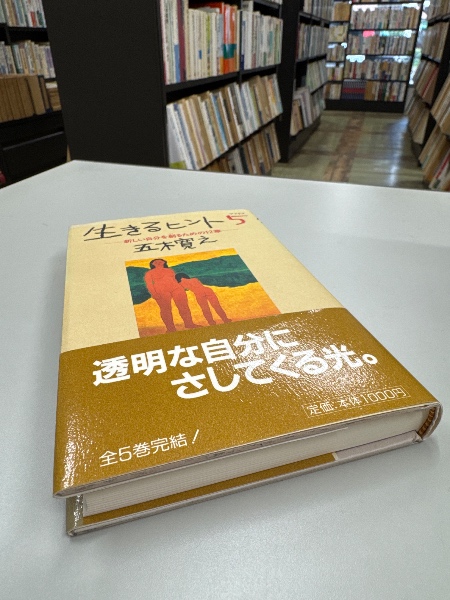 生きるヒント5
新しい自分を創るための12章
五木寛之
透明な自分に
さしてくる光。
定価・本体1000円
全5巻完結!